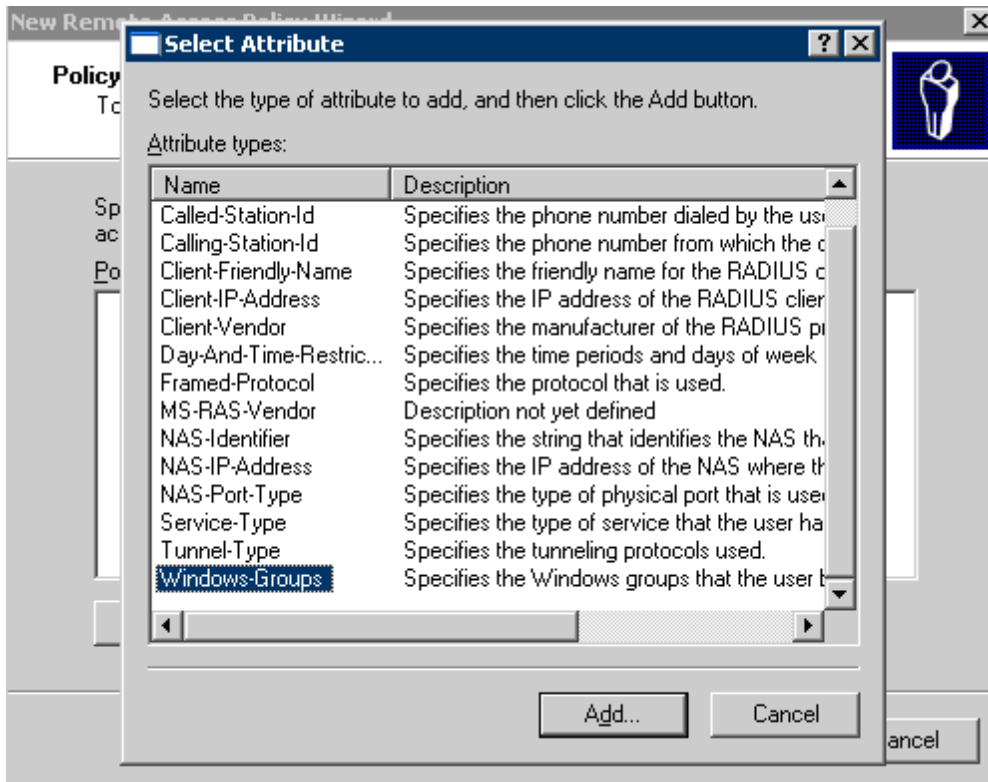 New Remote Access Policy Wizard
Select Attribute
Policy
Select the type of attribute to add, and then click the Add button.
Attribute types:
Name Description
Called-Station-Id Specifies the phone number dialed by the
Calling-Station-Id Specifies the phone number from which the
Client-Friendly-Name Specifies the friendly name for the RADIUS
Client-IP-Address Specifies the IP address of the RADIUS
Client-Vendor Specifies the manufacturer of the RADIUS
Day-And-Time-Restric... Specifies the time periods and days of week
Framed-Protocol Specifies the protocol that is used.
MS-RAS-Vendor Description not yet defined
NAS-Identifier Specifies the string that identifies the NAS
NAS-IP-Address Specifies the IP address of the NAS where
NAS-Port-Type Specifies the type of physical port that is
Service-Type Specifies the type of service that the user
Tunnel-Type Specifies the tunneling protocols used.
Windows-Groups Specifies the Windows groups that the user
Add... Cancel
ancel